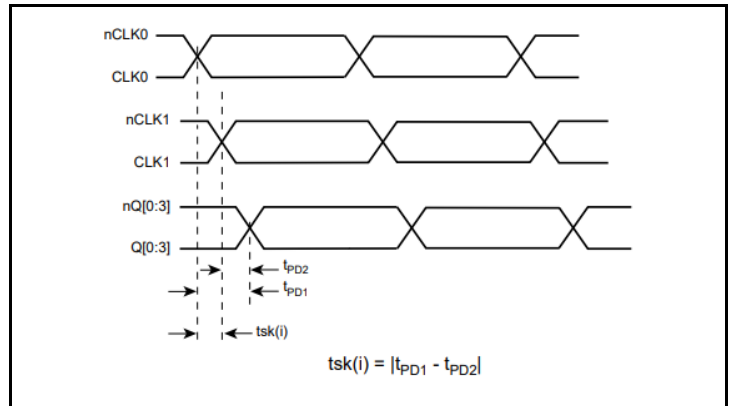 nCLK0
CLK0
nCLK1
CLK1
nQ[0:3]
Q[0:3]
tPD2
tPD1
tsk(i)
tsk(i) = |tPD1 - tPD2|